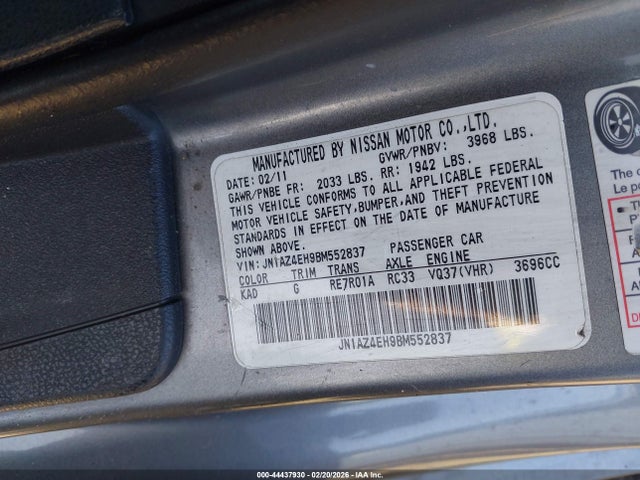 MANUFACTURED BY NISSAN MOTOR CO.,LTD.
DATE: 02/11 GVWR/PNBV: 3968 LBS.
GAWR/PNBE FR: 2033 LBS. RR: 1942 LBS.
THIS VEHICLE CONFORMS TO ALL APPLICABLE FEDERAL
MOTOR VEHICLE SAFETY,BUMPER,AND THEFT PREVENTION
STANDARDS IN EFFECT ON THE DATE OF MANUFACTURE
SHOWN ABOVE.
VIN: JN1AZ4EH9BM552837 PASSENGER CAR
COLOR TRIM TRANS AXLE ENGINE
KAD G RE7R01A RC33 VQ37(VHR) 3696CC
JN1AZ4EH9BM552837
The
Le p
000-44437930 - 02/20/2026 - IAA Inc.